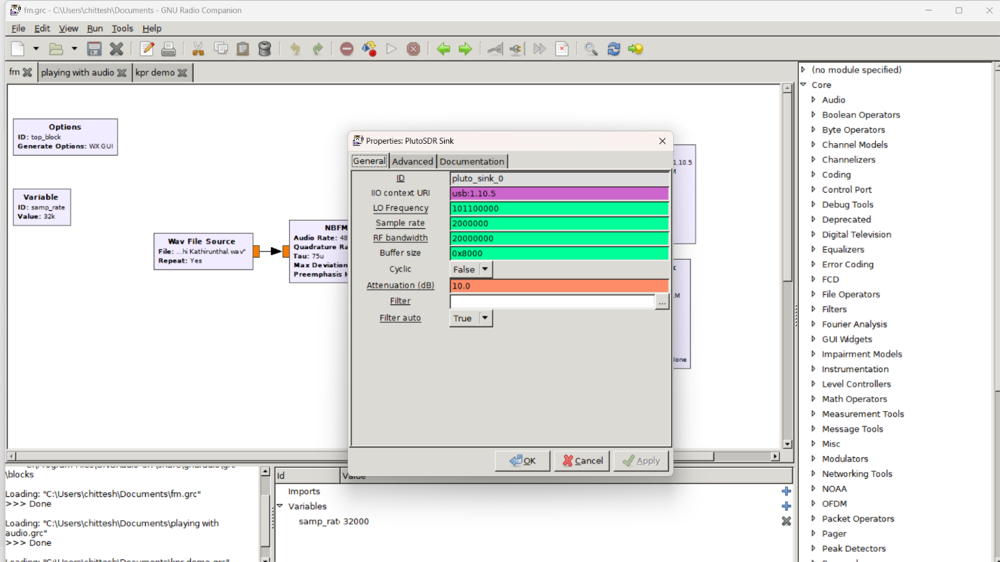 fm.grc - C:\Users\chittesh\Documents - GNU Radio Companion
File Edit View Run Tools Help
fm playing with audio kpr demo
Options
ID: top_block
Generate Options: WX GUI
Variable
ID: samp_rate
Value: 32k
Wav File Source
File: ...hi Kathirunthal.wav"
Repeat: Yes
NBFM
Audio Rate: 48
Quadrature Ra
Tau: 75u
Max Deviation
Preemphasis H
1.10.5
Properties: PlutoSDR Sink
General Advanced Documentation
ID pluto_sink_0
IIO context URI usb:1.10.5
LO Frequency 101100000
Sample rate 2000000
RF bandwidth 20000000
Buffer size 0x8000
Cyclic False
Attenuation (dB) 10.0
Filter ...
Filter auto True
OK Cancel Apply
(no module specified)
Core
Audio
Boolean Operators
Byte Operators
Channel Models
Channelizers
Coding
Control Port
Debug Tools
Deprecated
Digital Television
Equalizers
Error Coding
FCD
File Operators
Filters
Fourier Analysis
GUI Widgets
Impairment Models
Instrumentation
Level Controllers
Math Operators
Measurement Tools
Message Tools
Misc
Modulators
Networking Tools
NOAA
OFDM
Packet Operators
Pager
Peak Detectors
\blocks
Loading: "C:\Users\chittesh\Documents\fm.grc"
>>> Done
Loading: "C:\Users\chittesh\Documents\playing with
audio.grc"
>>> Done
Loading: "C:\Users\chittesh\Documents\kpr demo.grc"
Id Value
Imports
Variables
samp_rat 32000